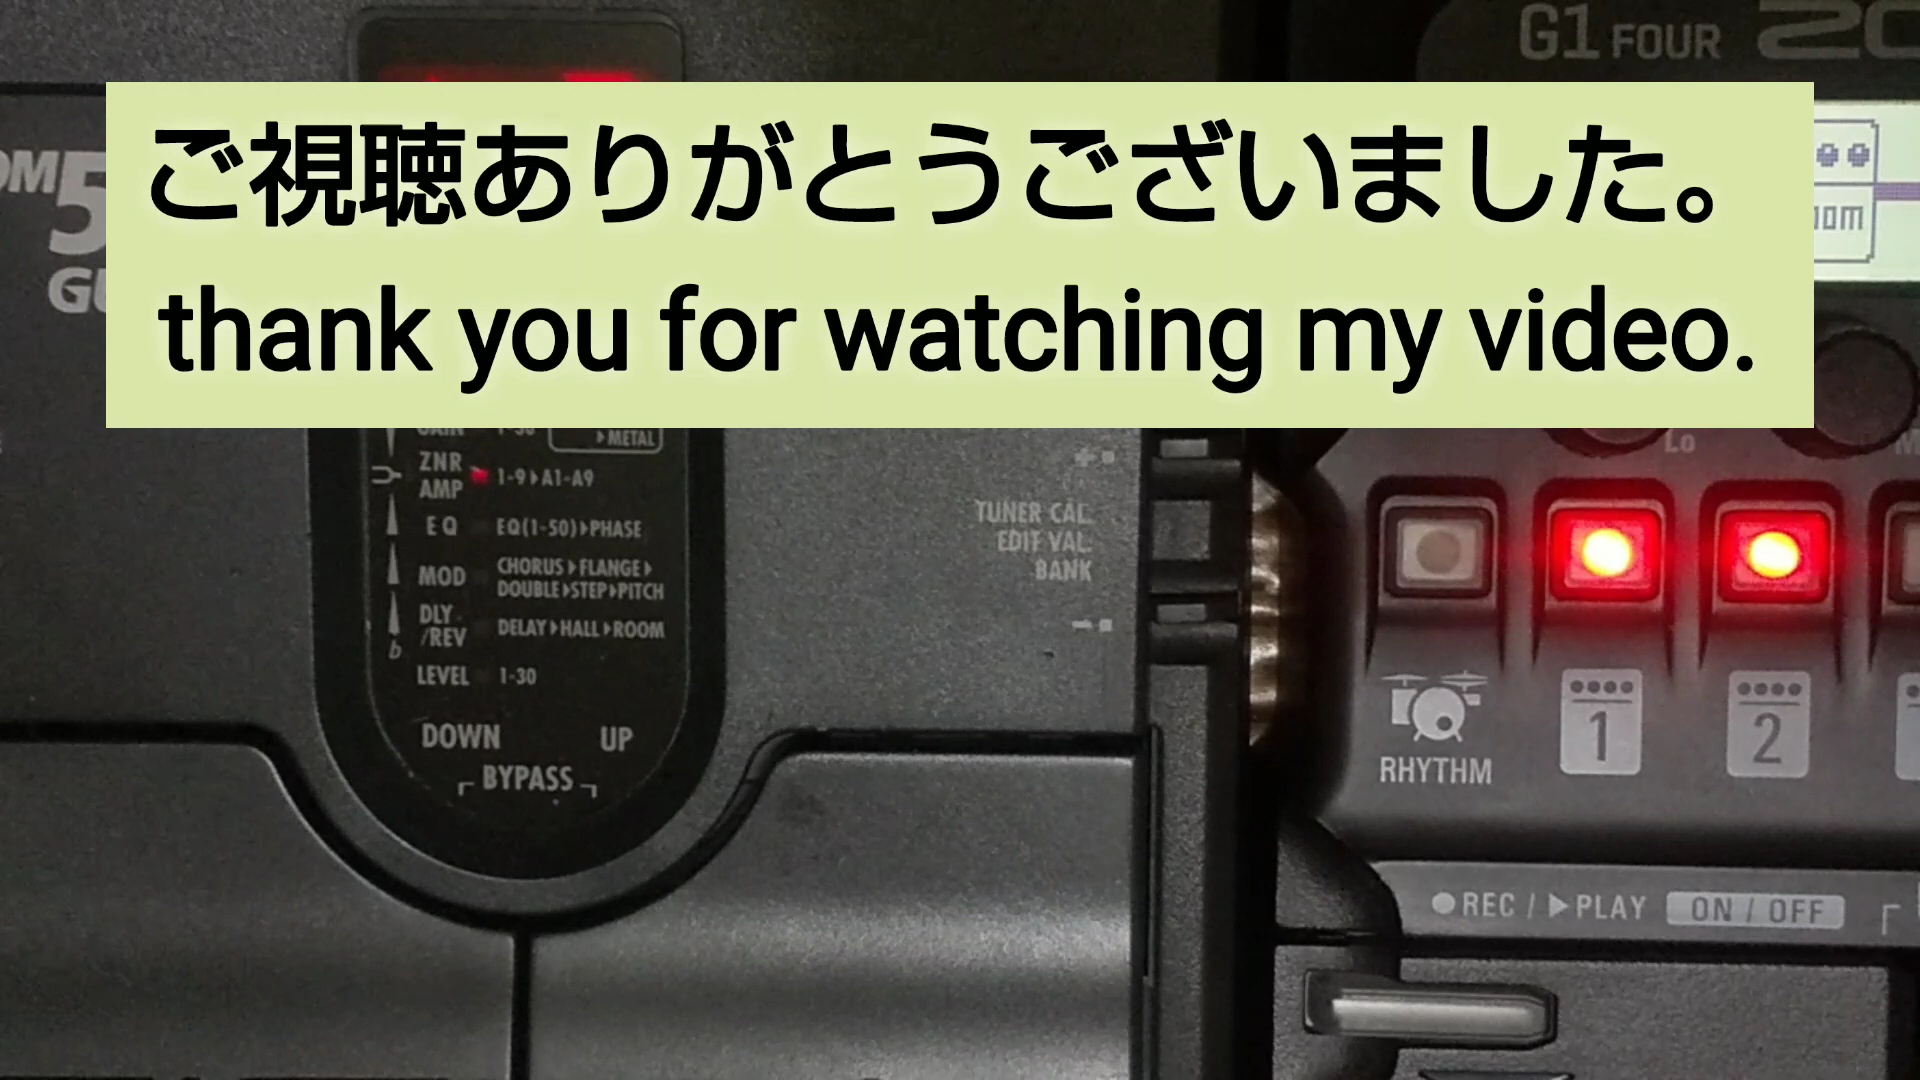 G1 FOUR
ご視聴ありがとうございました。
thank you for watching my video.
METAL
Lo
ZNR
AMP 1-9▶A1-A9
EQ EQ(1-50)▶PHASE
MOD CHORUS▶FLANGE▶
DOUBLE▶STEP▶PITCH
DLY
/REV DELAY▶HALL▶ROOM
LEVEL 1-30
DOWN UP
BYPASS
TUNER CAL.
EDIT VAL.
BANK
1
2
RHYTHM
●REC / ▶PLAY ON / OFF